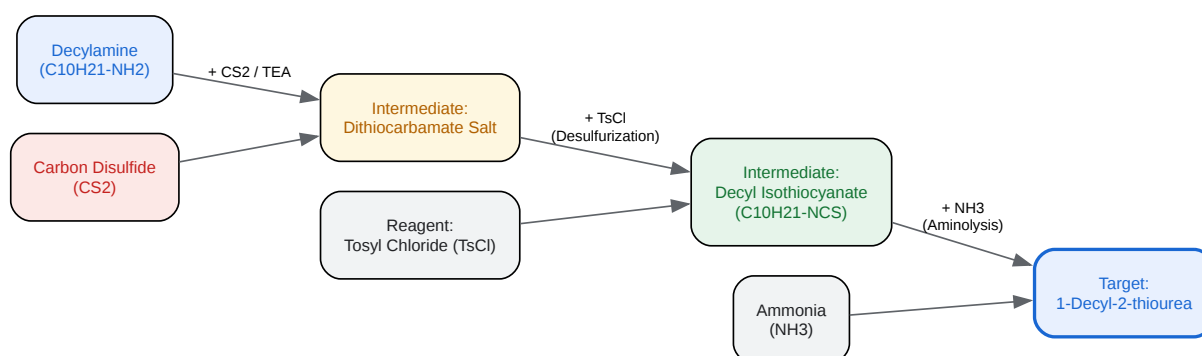 Decylamine
(C10H21-NH2)
+ CS2 / TEA
Carbon Disulfide
(CS2)
Intermediate:
Dithiocarbamate Salt
+ TsCl
(Desulfurization)
Reagent:
Tosyl Chloride (TsCl)
Intermediate:
Decyl Isothiocyanate
(C10H21-NCS)
+ NH3
(Aminolysis)
Ammonia
(NH3)
Target:
1-Decyl-2-thiourea